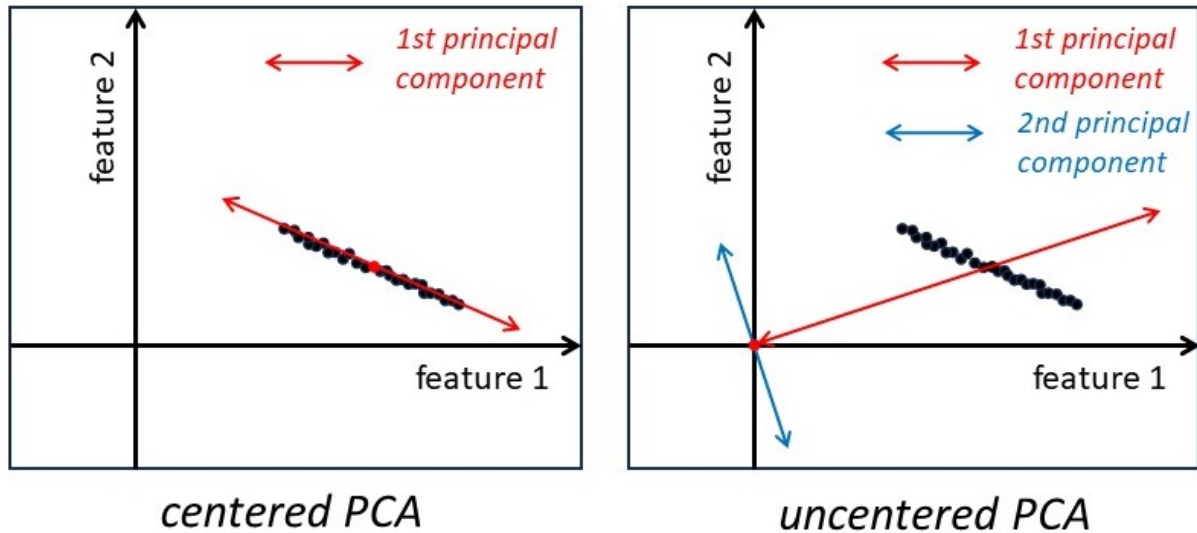 feature 2
1st principal
component
feature 1
centered PCA
feature 2
1st principal
component
2nd principal
component
feature 1
uncentered PCA